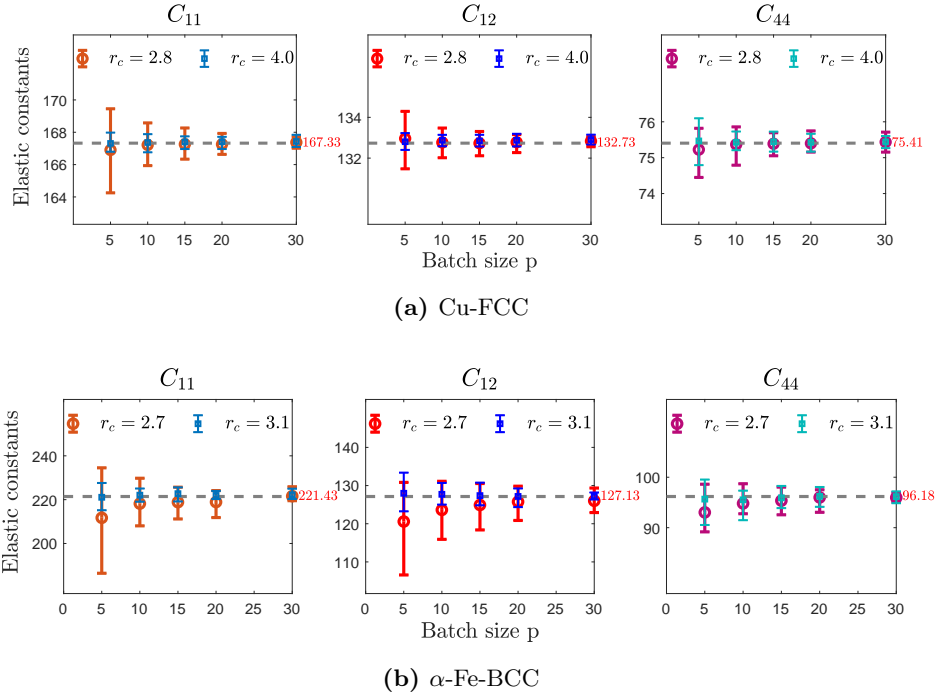 C11 C12 C44
Elastic constants
rc = 2.8 rc = 4.0
170
168
166
164
167.33
5 10 15 20 30
rc = 2.8 rc = 4.0
134
132
132.73
5 10 15 20 30
rc = 2.8 rc = 4.0
76
75
74
75.41
5 10 15 20 30
Batch size p
(a) Cu-FCC
C11 C12 C44
Elastic constants
rc = 2.7 rc = 3.1
240
220
200
221.43
0 5 10 15 20 30
rc = 2.7 rc = 3.1
140
130
120
110
127.13
0 5 10 15 20 30
rc = 2.7 rc = 3.1
100
90
96.18
0 5 10 15 20 30
Batch size p
(b) α-Fe-BCC